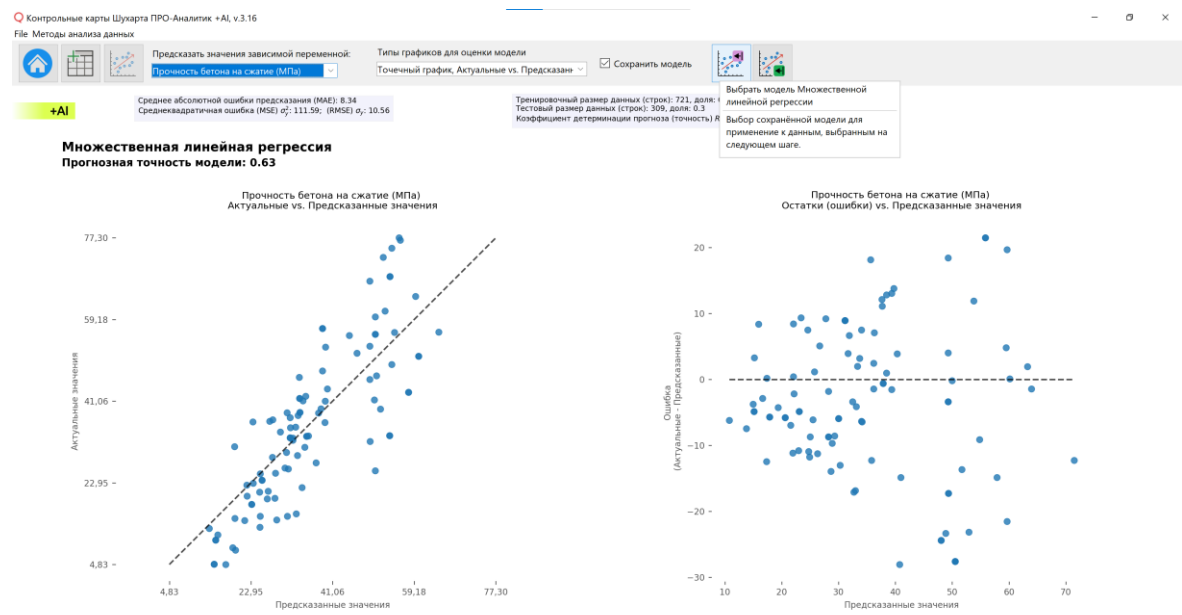 Контрольные карты Шухарта ПРО-Аналитик +AI, v.3.16
File Методы анализа данных
Предсказать значения зависимой переменной:
Прочность бетона на сжатие (МПа)
Типы графиков для оценки модели
Точечный график, Актуальные vs. Предсказанн
Сохранить модель
Выбрать модель Множественной
линейной регрессии
Выбор сохранённой модели для
применение к данным, выбранным на
следующем шаге.
+AI
Среднее абсолютной ошибки предсказания (MAE): 8.34
Среднеквадратичная ошибка (MSE) σ²ᵧ: 111.59; (RMSE) σᵧ: 10.56
Тренировочный размер данных (строк): 721, доля:
Тестовый размер данных (строк): 309, доля: 0.3
Коэффициент детерминации прогноза (точность) R
Множественная линейная регрессия
Прогнозная точность модели: 0.63
Прочность бетона на сжатие (МПа)
Актуальные vs. Предсказанные значения
77,30
59,18
41,06
22,95
4,83
Актуальные значения
4,83 22,95 41,06 59,18 77,30
Предсказанные значения
Прочность бетона на сжатие (МПа)
Остатки (ошибки) vs. Предсказанные значения
20
10
0
−10
−20
−30
Ошибка
(Актуальные - Предсказанные)
10 20 30 40 50 60 70
Предсказанные значения